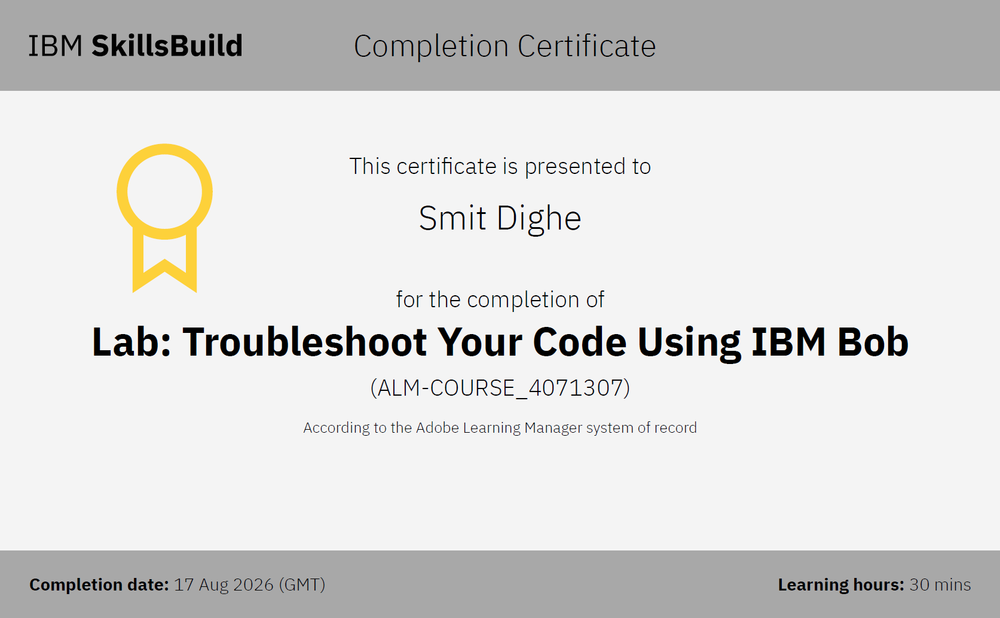 IBM SkillsBuild
Completion Certificate
This certificate is presented to
Smit Dighe
for the completion of
Lab: Troubleshoot Your Code Using IBM Bob
(ALM-COURSE_4071307)
According to the Adobe Learning Manager system of record
Completion date: 17 Aug 2026 (GMT)
Learning hours: 30 mins